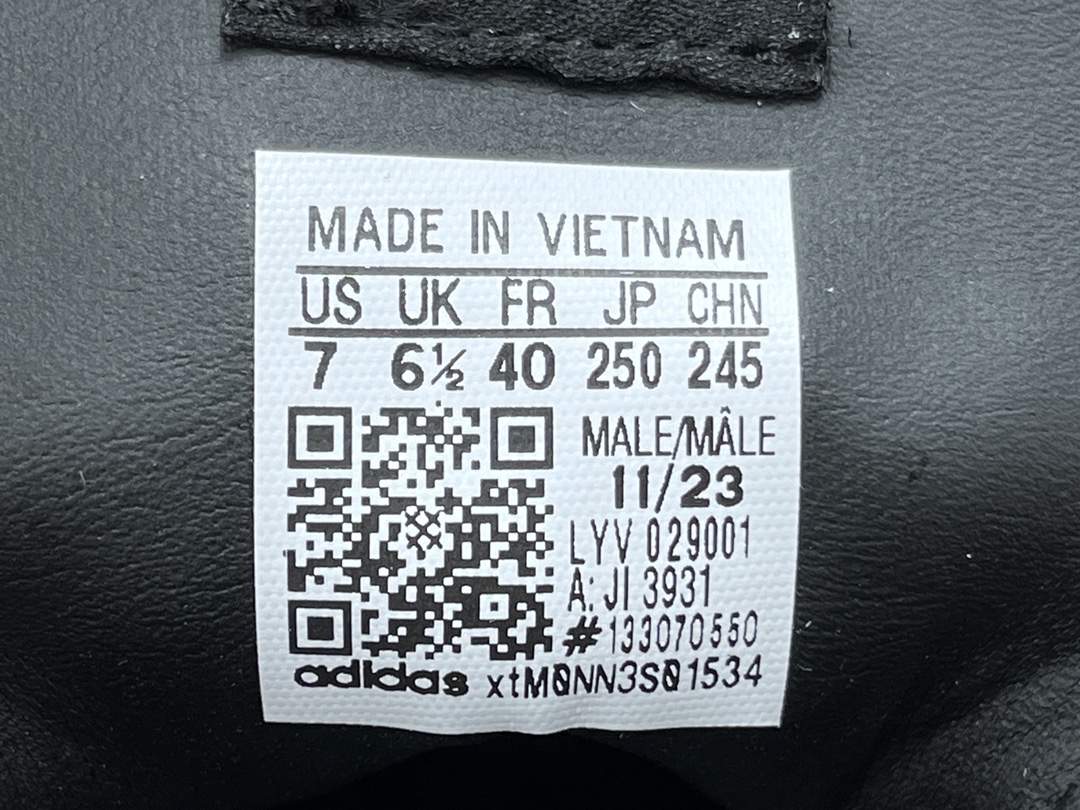 MADE IN VIETNAM
US UK FR JP CHN
7 6½ 40 250 245
MALE/MÂLE
11/23
LYV 029001
A: JI 3931
#133070550
adidas xtM0NN3S01534